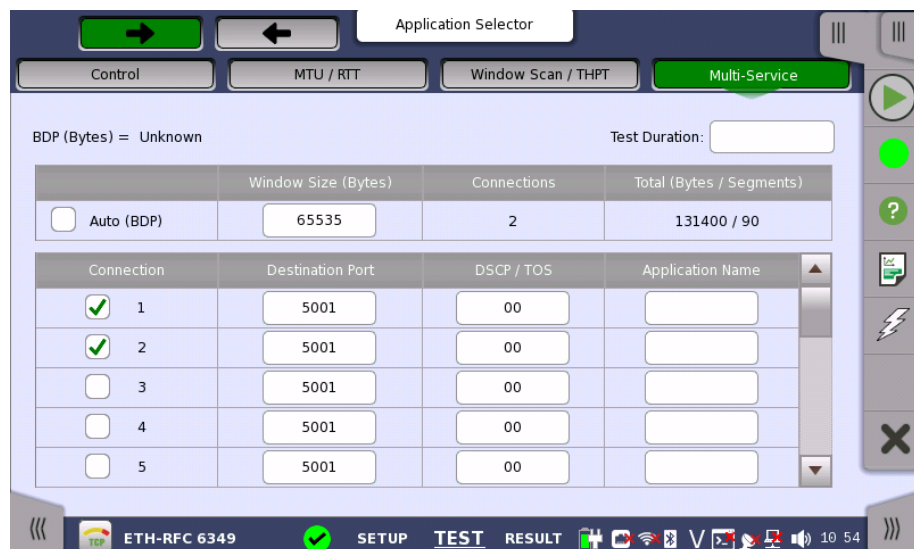 Application Selector
Control MTU / RTT Window Scan / THPT Multi-Service
BDP (Bytes) = Unknown Test Duration:
Window Size (Bytes) Connections Total (Bytes / Segments)
Auto (BDP) 65535 2 131400 / 90
Connection Destination Port DSCP / TOS Application Name
1 5001 00
2 5001 00
3 5001 00
4 5001 00
5 5001 00
TCP ETH-RFC 6349 SETUP TEST RESULT V 10 54